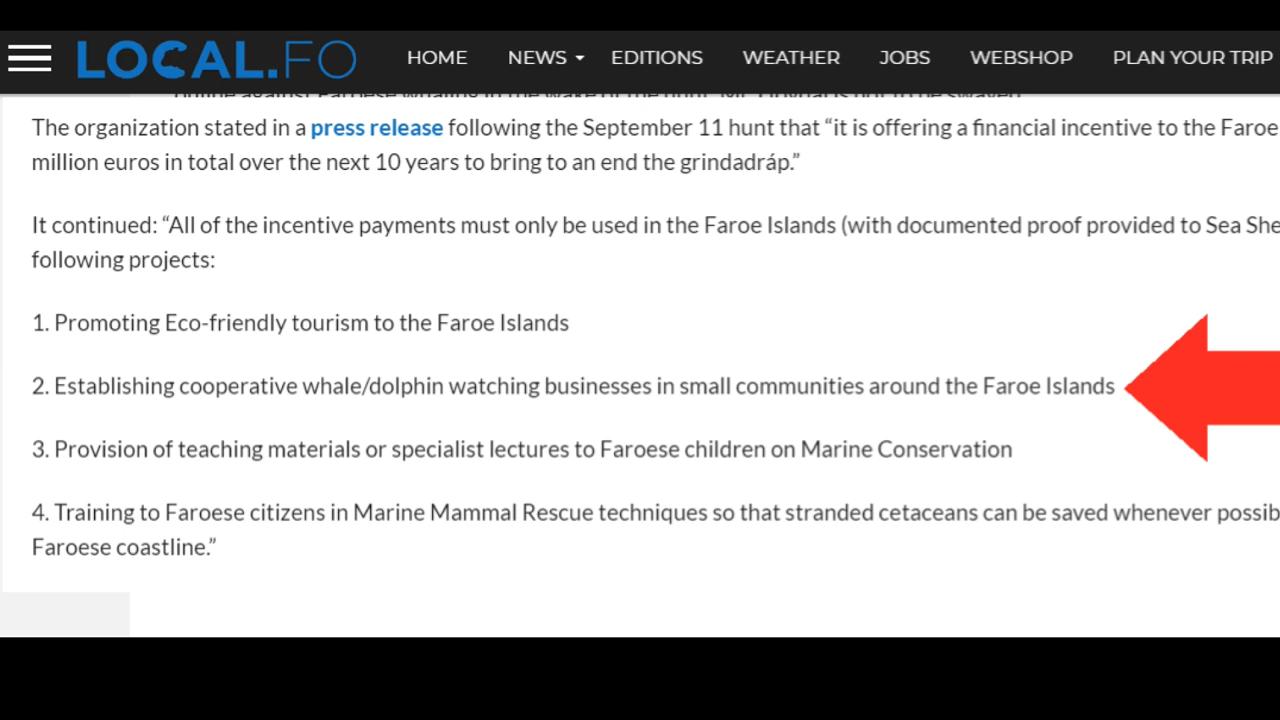 LOCAL.FO HOME NEWS EDITIONS WEATHER JOBS WEBSHOP PLAN YOUR TRIP
The organization stated in a press release following the September 11 hunt that “it is offering a financial incentive to the Faroe
million euros in total over the next 10 years to bring to an end the grindadráp.”
It continued: “All of the incentive payments must only be used in the Faroe Islands (with documented proof provided to Sea She
following projects:
1. Promoting Eco-friendly tourism to the Faroe Islands
2. Establishing cooperative whale/dolphin watching businesses in small communities around the Faroe Islands
3. Provision of teaching materials or specialist lectures to Faroese children on Marine Conservation
4. Training to Faroese citizens in Marine Mammal Rescue techniques so that stranded cetaceans can be saved whenever possib
Faroese coastline.”